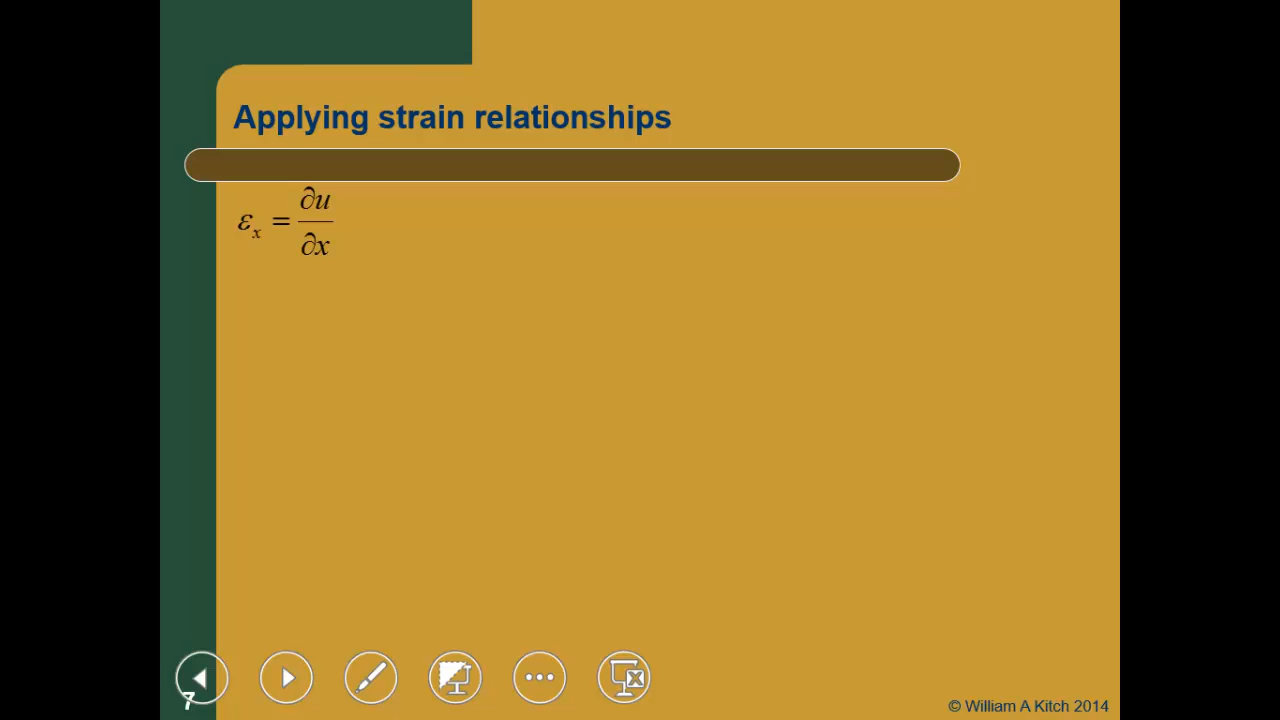 Applying strain relationships
εₓ = ∂u/∂x
7
© William A Kitch 2014